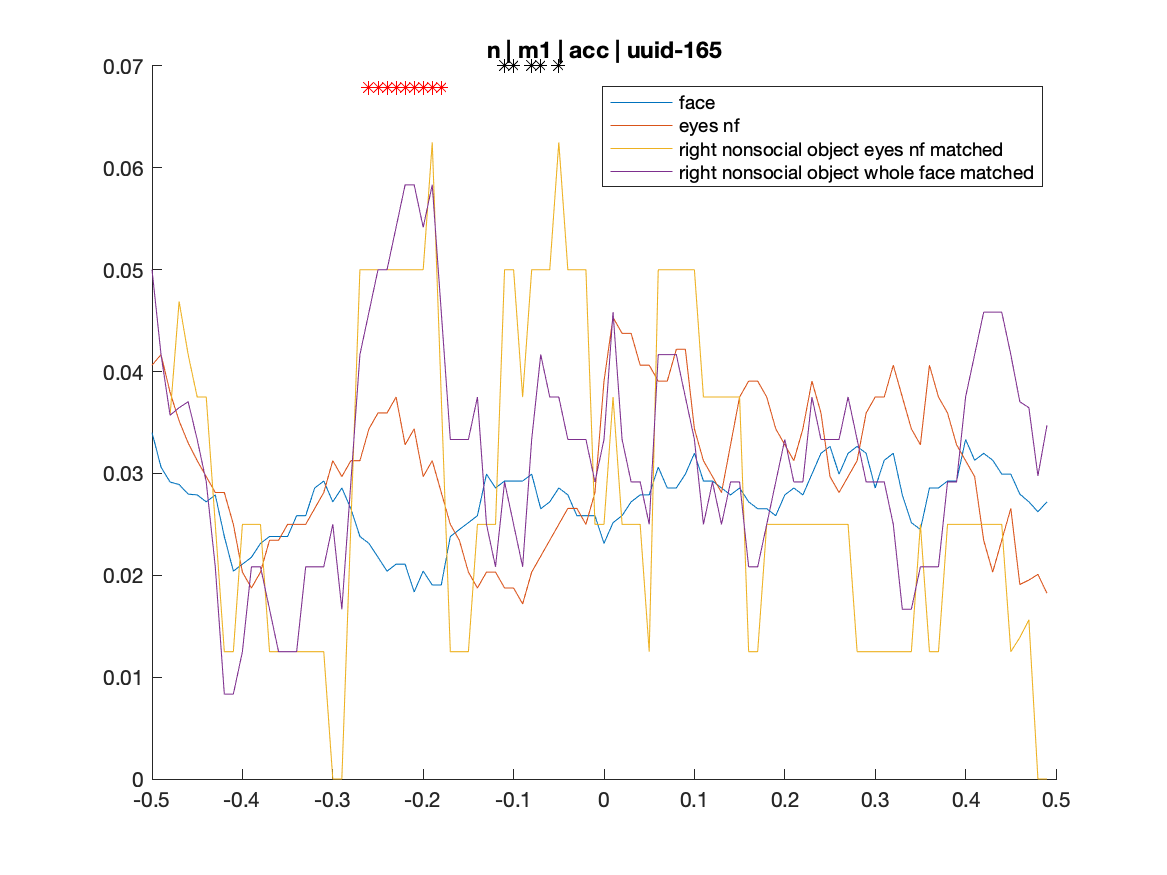 n | m1 | acc | uuid-165
0.07
0.06
0.05
0.04
0.03
0.02
0.01
0
face
eyes nf
right nonsocial object eyes nf matched
right nonsocial object whole face matched
-0.5 -0.4 -0.3 -0.2 -0.1 0 0.1 0.2 0.3 0.4 0.5